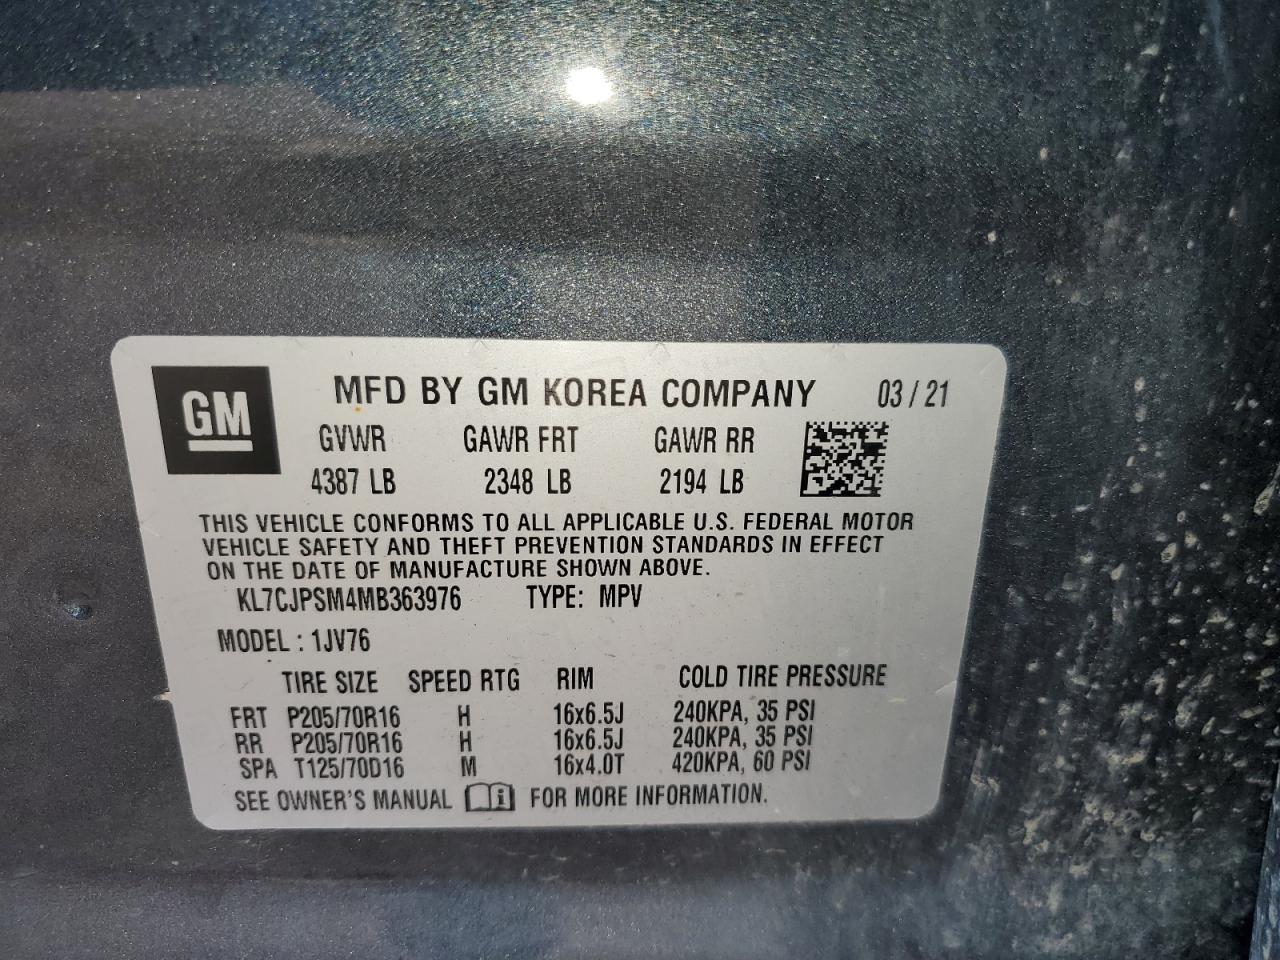 GM
MFD BY GM KOREA COMPANY 03/21
GVWR GAWR FRT GAWR RR
4387 LB 2348 LB 2194 LB
THIS VEHICLE CONFORMS TO ALL APPLICABLE U.S. FEDERAL MOTOR
VEHICLE SAFETY AND THEFT PREVENTION STANDARDS IN EFFECT
ON THE DATE OF MANUFACTURE SHOWN ABOVE.
KL7CJPSM4MB363976 TYPE: MPV
MODEL : 1JV76
TIRE SIZE SPEED RTG RIM COLD TIRE PRESSURE
FRT P205/70R16 H 16x6.5J 240KPA, 35 PSI
RR P205/70R16 H 16x6.5J 240KPA, 35 PSI
SPA T125/70D16 M 16x4.0T 420KPA, 60 PSI
SEE OWNER'S MANUAL i FOR MORE INFORMATION.